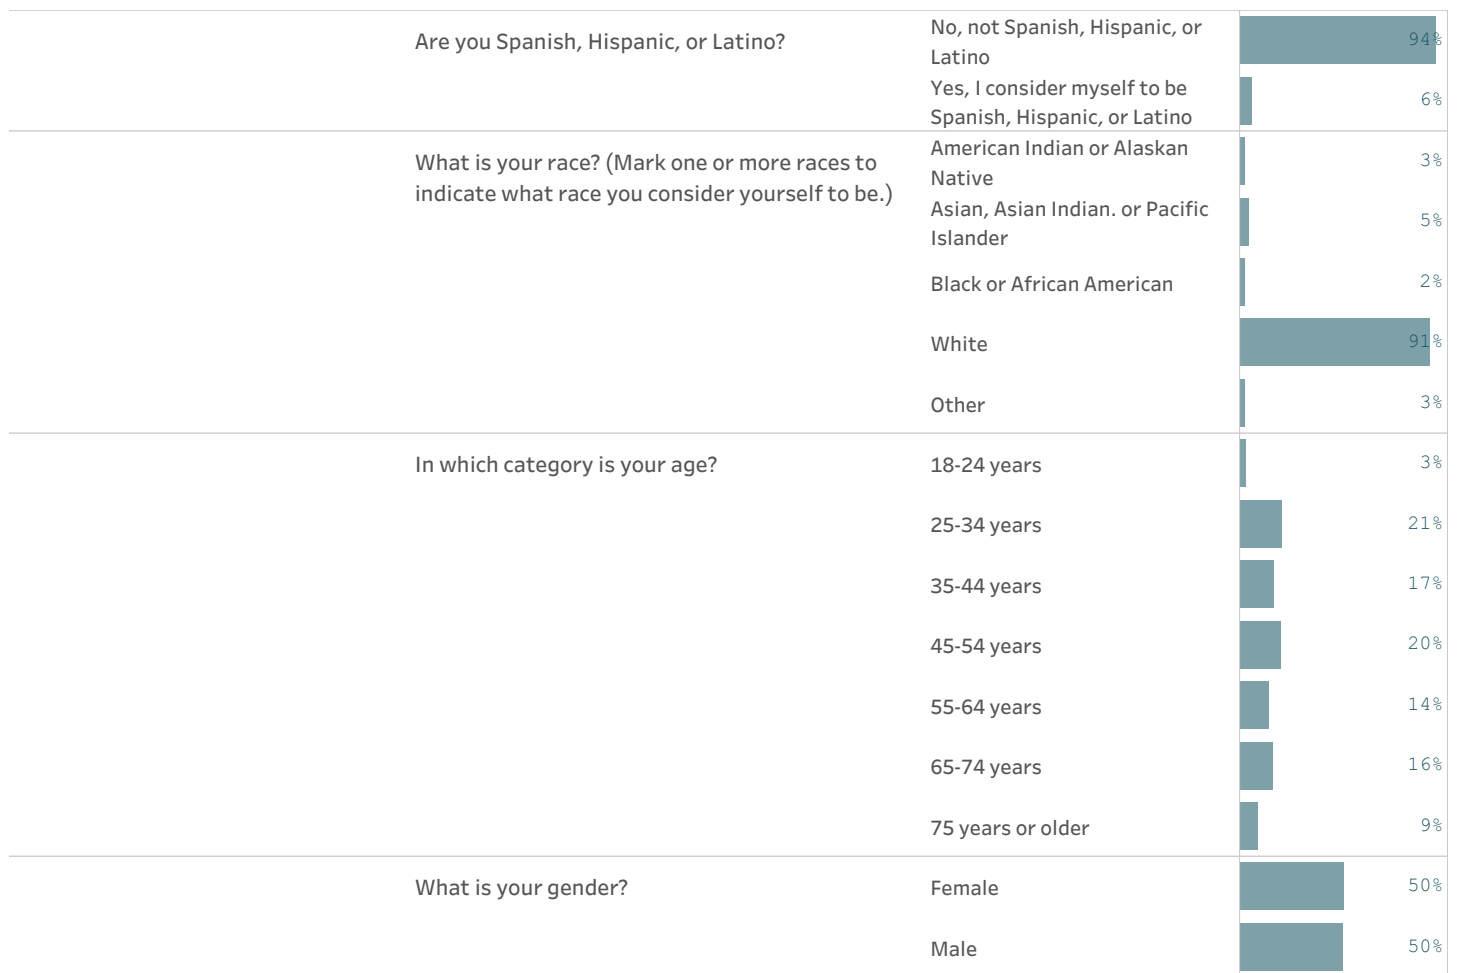 Are you Spanish, Hispanic, or Latino?
No, not Spanish, Hispanic, or
Latino
94%
Yes, I consider myself to be
Spanish, Hispanic, or Latino
6%
What is your race? (Mark one or more races to
indicate what race you consider yourself to be.)
American Indian or Alaskan
Native
3%
Asian, Asian Indian. or Pacific
Islander
5%
Black or African American
2%
White
91%
Other
3%
In which category is your age?
18-24 years
3%
25-34 years
21%
35-44 years
17%
45-54 years
20%
55-64 years
14%
65-74 years
16%
75 years or older
9%
What is your gender?
Female
50%
Male
50%